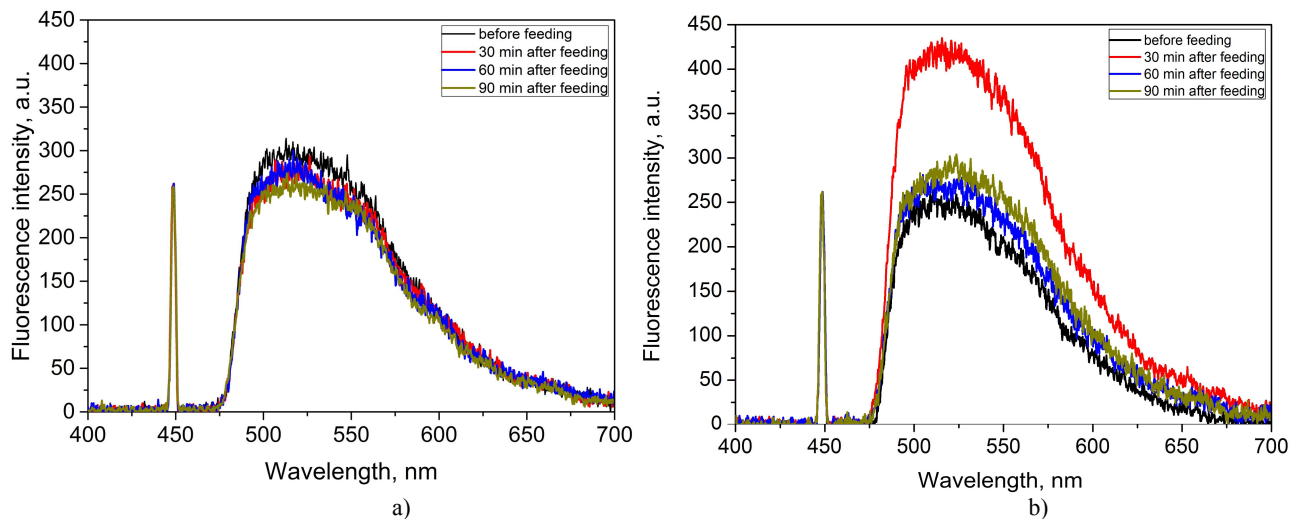 before feeding
30 min after feeding
60 min after feeding
90 min after feeding
450
400
350
300
250
200
150
100
50
0
Fluorescence intensity, a.u.
400 450 500 550 600 650 700
Wavelength, nm
a)
before feeding
30 min after feeding
60 min after feeding
90 min after feeding
450
400
350
300
250
200
150
100
50
0
Fluorescence intensity, a.u.
400 450 500 550 600 650 700
Wavelength, nm
b)